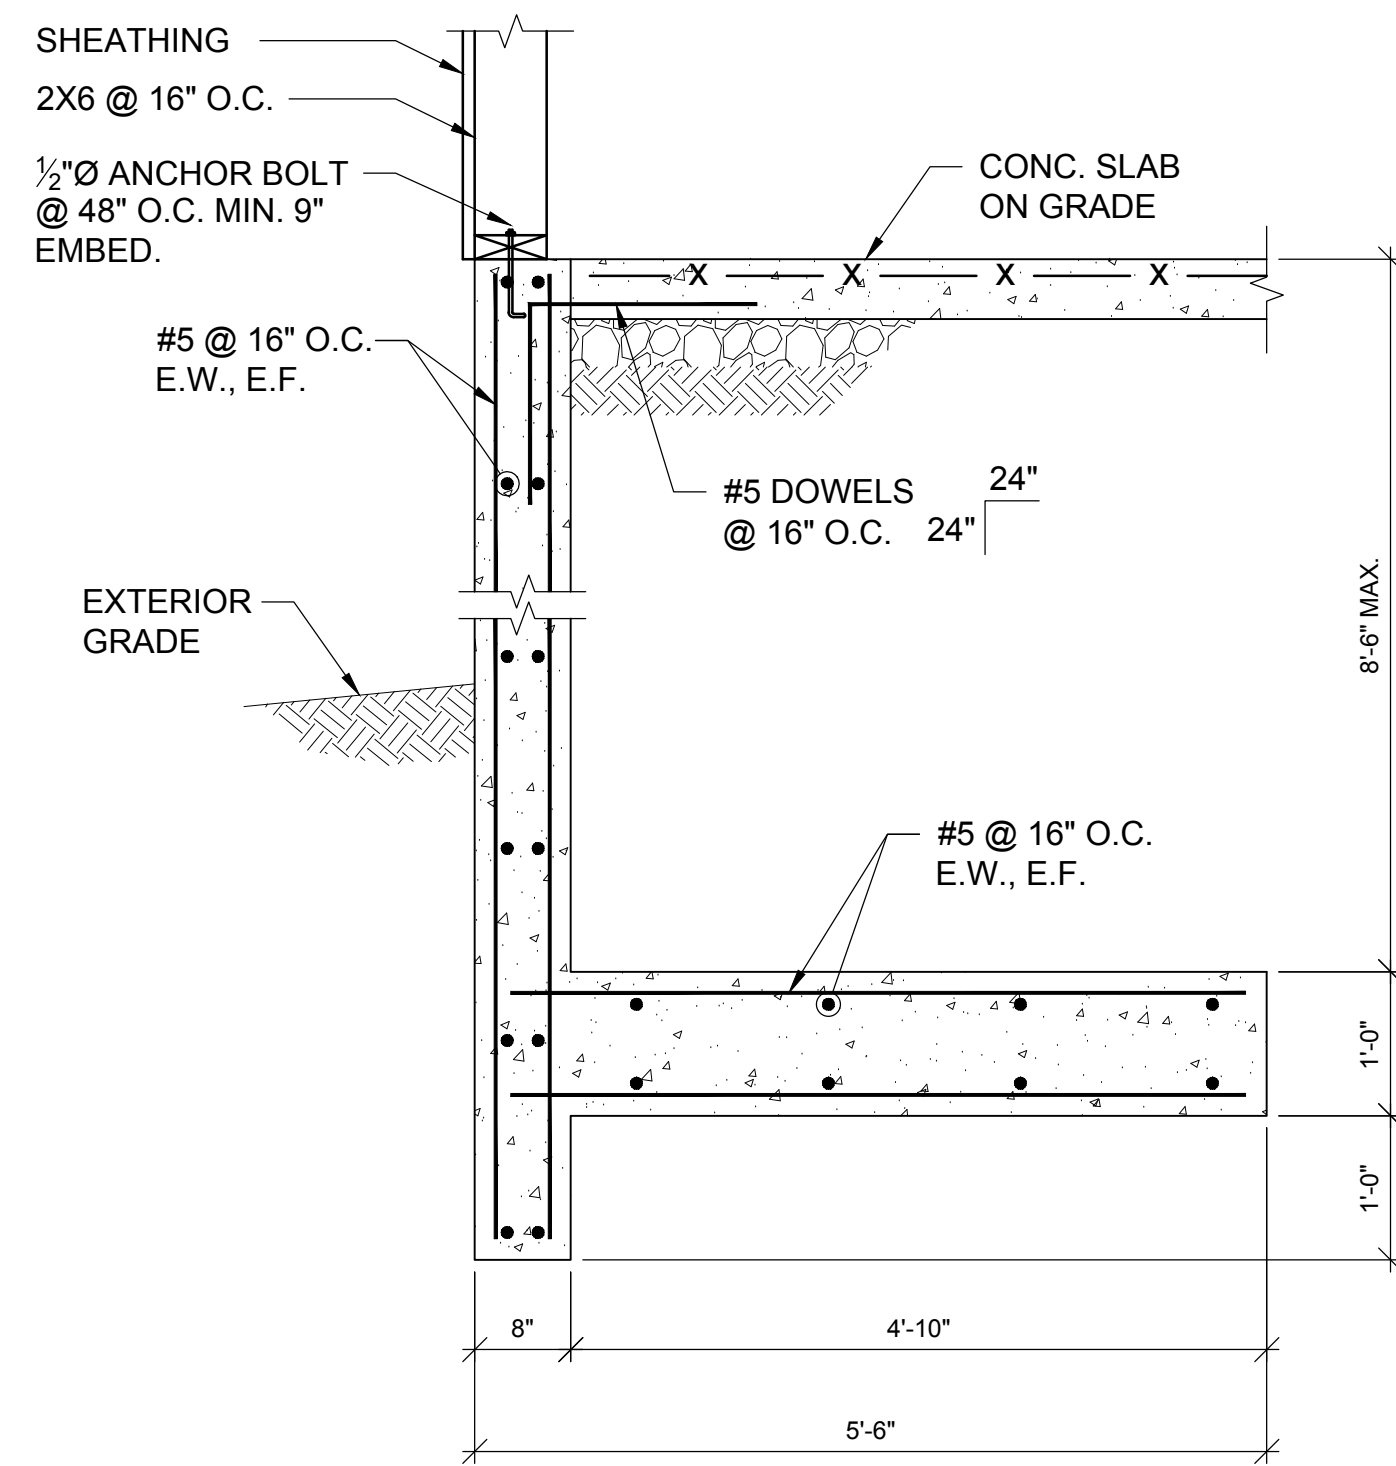 SHEATHING
2X6 @ 16" O.C.
½"Ø ANCHOR BOLT
@ 48" O.C. MIN. 9"
EMBED.
CONC. SLAB
ON GRADE
X X X X
#5 @ 16" O.C.
E.W., E.F.
#5 DOWELS
@ 16" O.C.
24"
24"
EXTERIOR
GRADE
8'-6" MAX.
#5 @ 16" O.C.
E.W., E.F.
1'-0"
1'-0"
8"
4'-10"
5'-6"